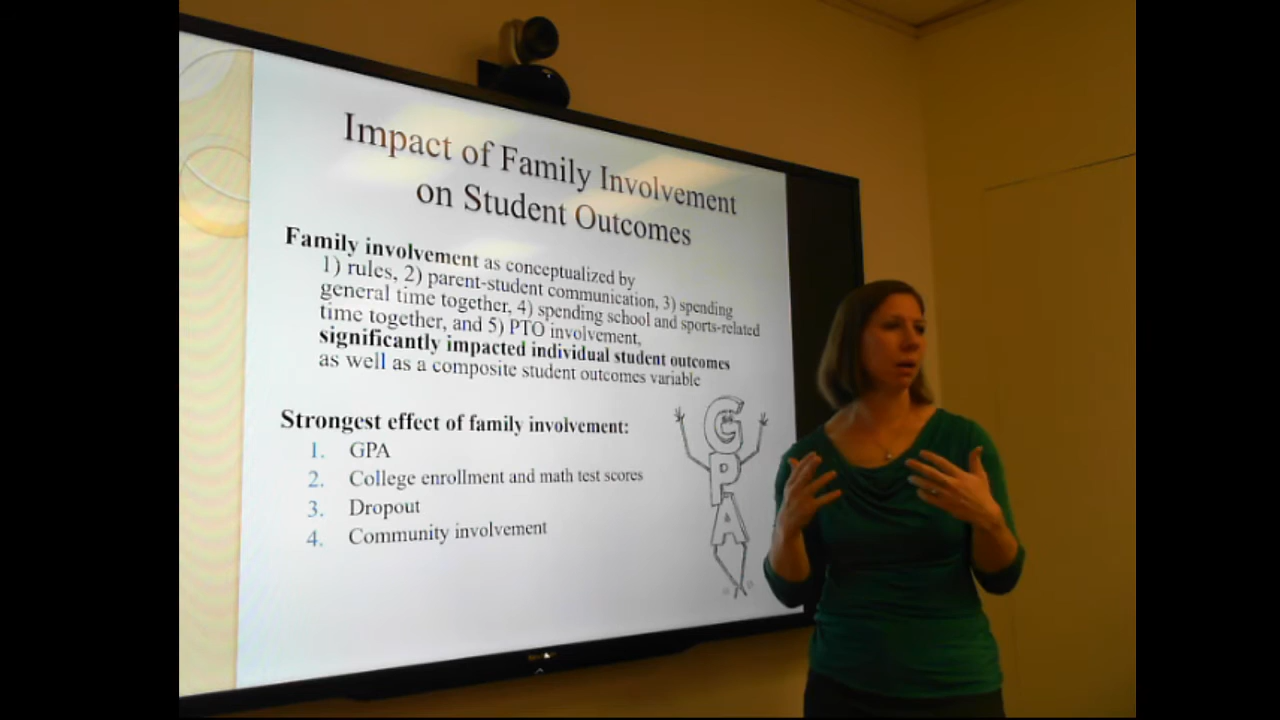 Impact of Family Involvement
on Student Outcomes
Family involvement as conceptualized by
1) rules, 2) parent-student communication, 3) spending
general time together, 4) spending school and sports-related
time together, and 5) PTO involvement,
significantly impacted individual student outcomes
as well as a composite student outcomes variable
Strongest effect of family involvement:
1. GPA
2. College enrollment and math test scores
3. Dropout
4. Community involvement
G
P
A